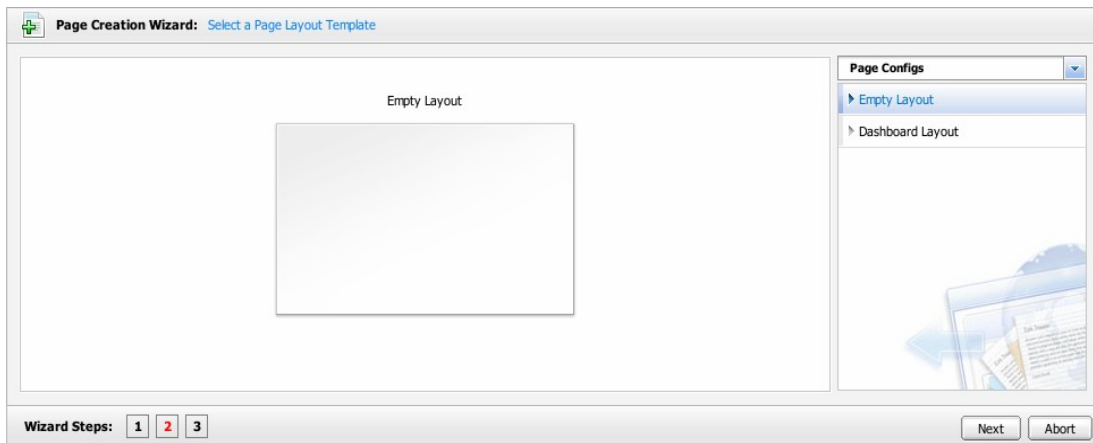 Page Creation Wizard: Select a Page Layout Template
Empty Layout
Page Configs
Empty Layout
Dashboard Layout
Wizard Steps: 1 2 3
Next Abort